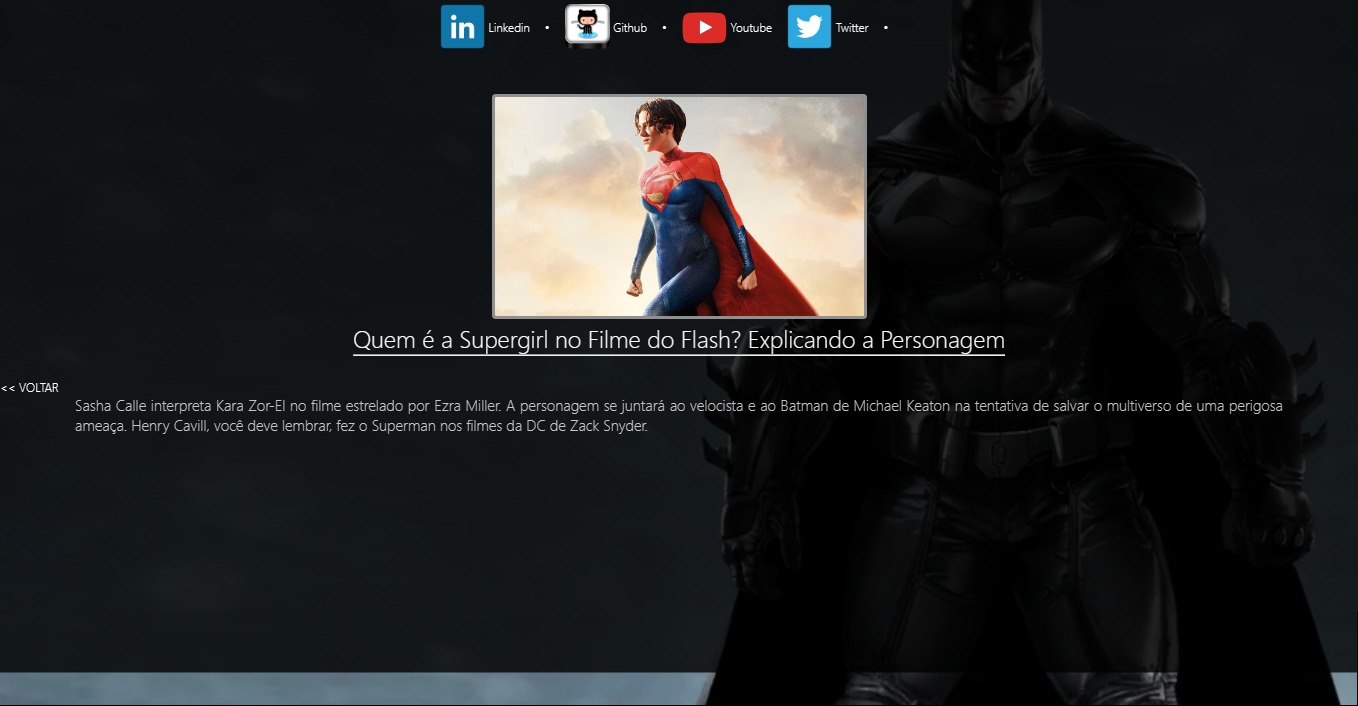 in Linkedin • Github • Youtube Twitter •
Quem é a Supergirl no Filme do Flash? Explicando a Personagem
<< VOLTAR
Sasha Calle interpreta Kara Zor-El no filme estrelado por Ezra Miller. A personagem se juntará ao velocista e ao Batman de Michael Keaton na tentativa de salvar o multiverso de uma perigosa
ameaça. Henry Cavill, você deve lembrar, fez o Superman nos filmes da DC de Zack Snyder.